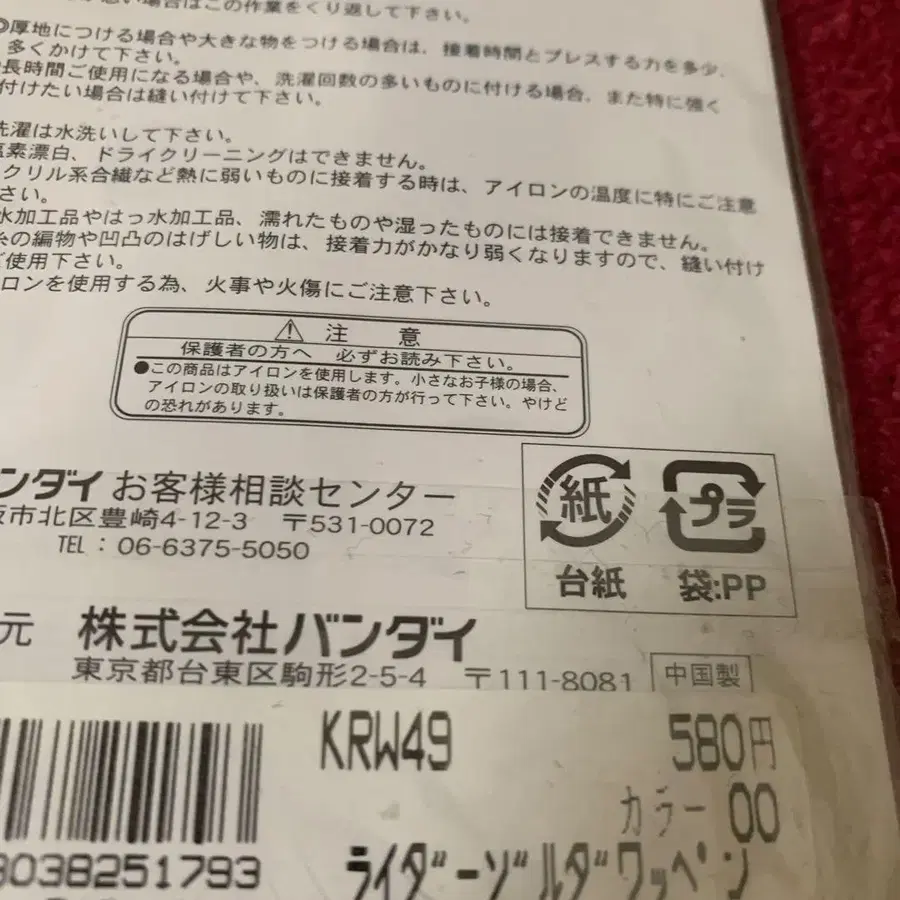 場合はこの作業をくり返して下さい。
◎厚地につける場合や大きな物をつける場合は、接着時間とプレスする力を多少、
多くかけて下さい。
長時間ご使用になる場合や、洗濯回数の多いものに付ける場合、また特に強く
付けたい場合は縫い付けて下さい。
洗濯は水洗いして下さい。
塩素漂白、ドライクリーニングはできません。
クリル系合繊など熱に弱いものに接着する時は、アイロンの温度に特にご注意
さい。
水加工品やはっ水加工品、濡れたものや湿ったものには接着できません。
糸の編物や凹凸のはげしい物は、接着力がかなり弱くなりますので、縫い付け
ご使用下さい。
ロンを使用する為、火事や火傷にご注意下さい。
注 意
保護者の方へ 必ずお読み下さい。
●この商品はアイロンを使用します。小さなお子様の場合、
アイロンの取り扱いは保護者の方が行って下さい。やけど
の恐れがあります。
ンダイ お客様相談センター
阪市北区豊崎4-12-3 〒531-0072
TEL : 06-6375-5050
紙
台紙
プラ
袋:PP
元 株式会社バンダイ
東京都台東区駒形2-5-4 〒111-8081
中国製
KRW49 580円
カラー 00
8038251793
ライダーゾルダワッペン